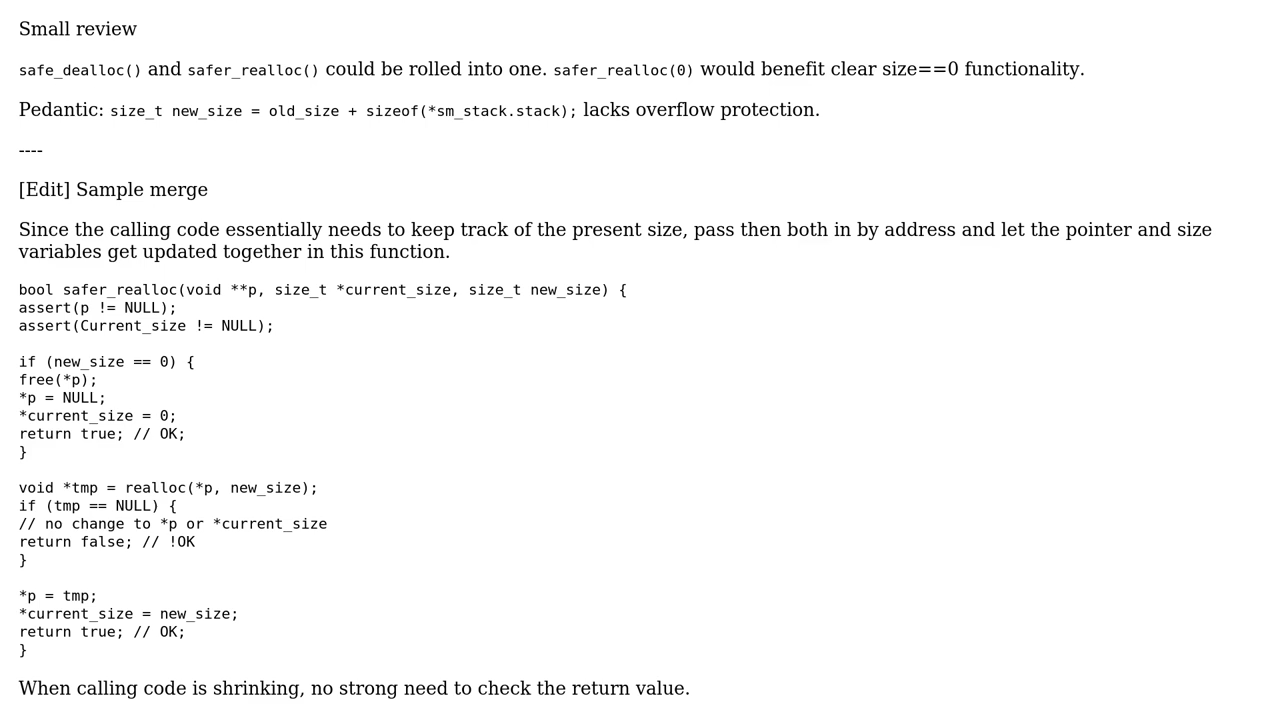 Small review
safe_dealloc() and safer_realloc() could be rolled into one. safer_realloc(0) would benefit clear size==0 functionality.
Pedantic: size_t new_size = old_size + sizeof(*sm_stack.stack); lacks overflow protection.
----
[Edit] Sample merge
Since the calling code essentially needs to keep track of the present size, pass then both in by address and let the pointer and size
variables get updated together in this function.
bool safer_realloc(void **p, size_t *current_size, size_t new_size) {
assert(p != NULL);
assert(Current_size != NULL);
if (new_size == 0) {
free(*p);
*p = NULL;
*current_size = 0;
return true; // OK;
}
void *tmp = realloc(*p, new_size);
if (tmp == NULL) {
// no change to *p or *current_size
return false; // !OK
}
*p = tmp;
*current_size = new_size;
return true; // OK;
}
When calling code is shrinking, no strong need to check the return value.